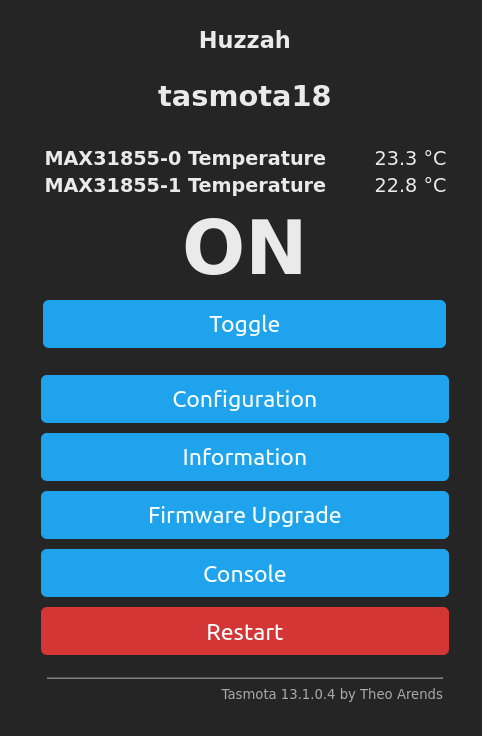 Huzzah
tasmota18
MAX31855-0 Temperature 23.3 °C
MAX31855-1 Temperature 22.8 °C
ON
Toggle
Configuration
Information
Firmware Upgrade
Console
Restart
Tasmota 13.1.0.4 by Theo Arends